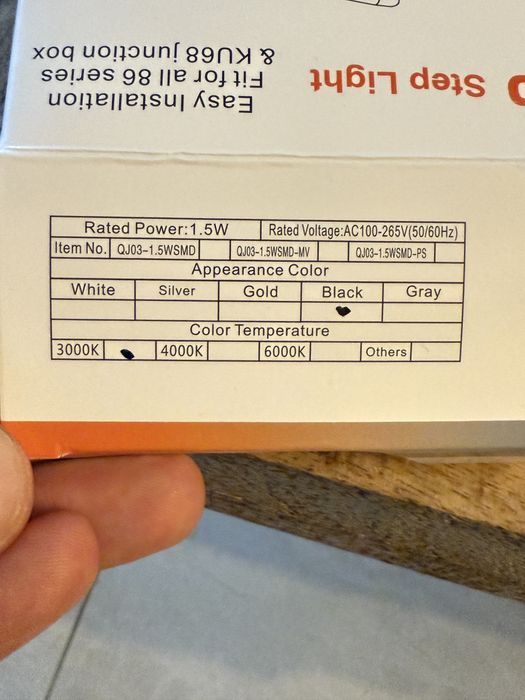 Step Light
Easy Installation
Fit for all 86 series
& KU68 junction box
Rated Power:1.5W Rated Voltage:AC100-265V(50/60Hz)
Item No. QJ03-1.5WSMD QJ03-1.5WSMD-MV QJ03-1.5WSMD-PS
Appearance Color
White Silver Gold Black Gray
Color Temperature
3000K 4000K 6000K Others